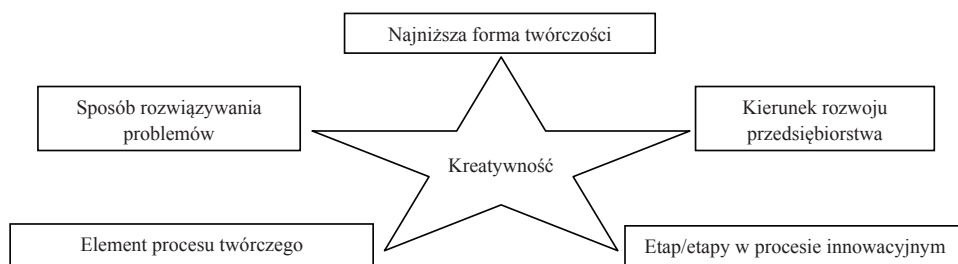 Najniższa forma twórczości
Sposób rozwiązywania
problemów
Kierunek rozwoju
przedsiębiorstwa
Kreatywność
Element procesu twórczego
Etap/etapy w procesie innowacyjnym